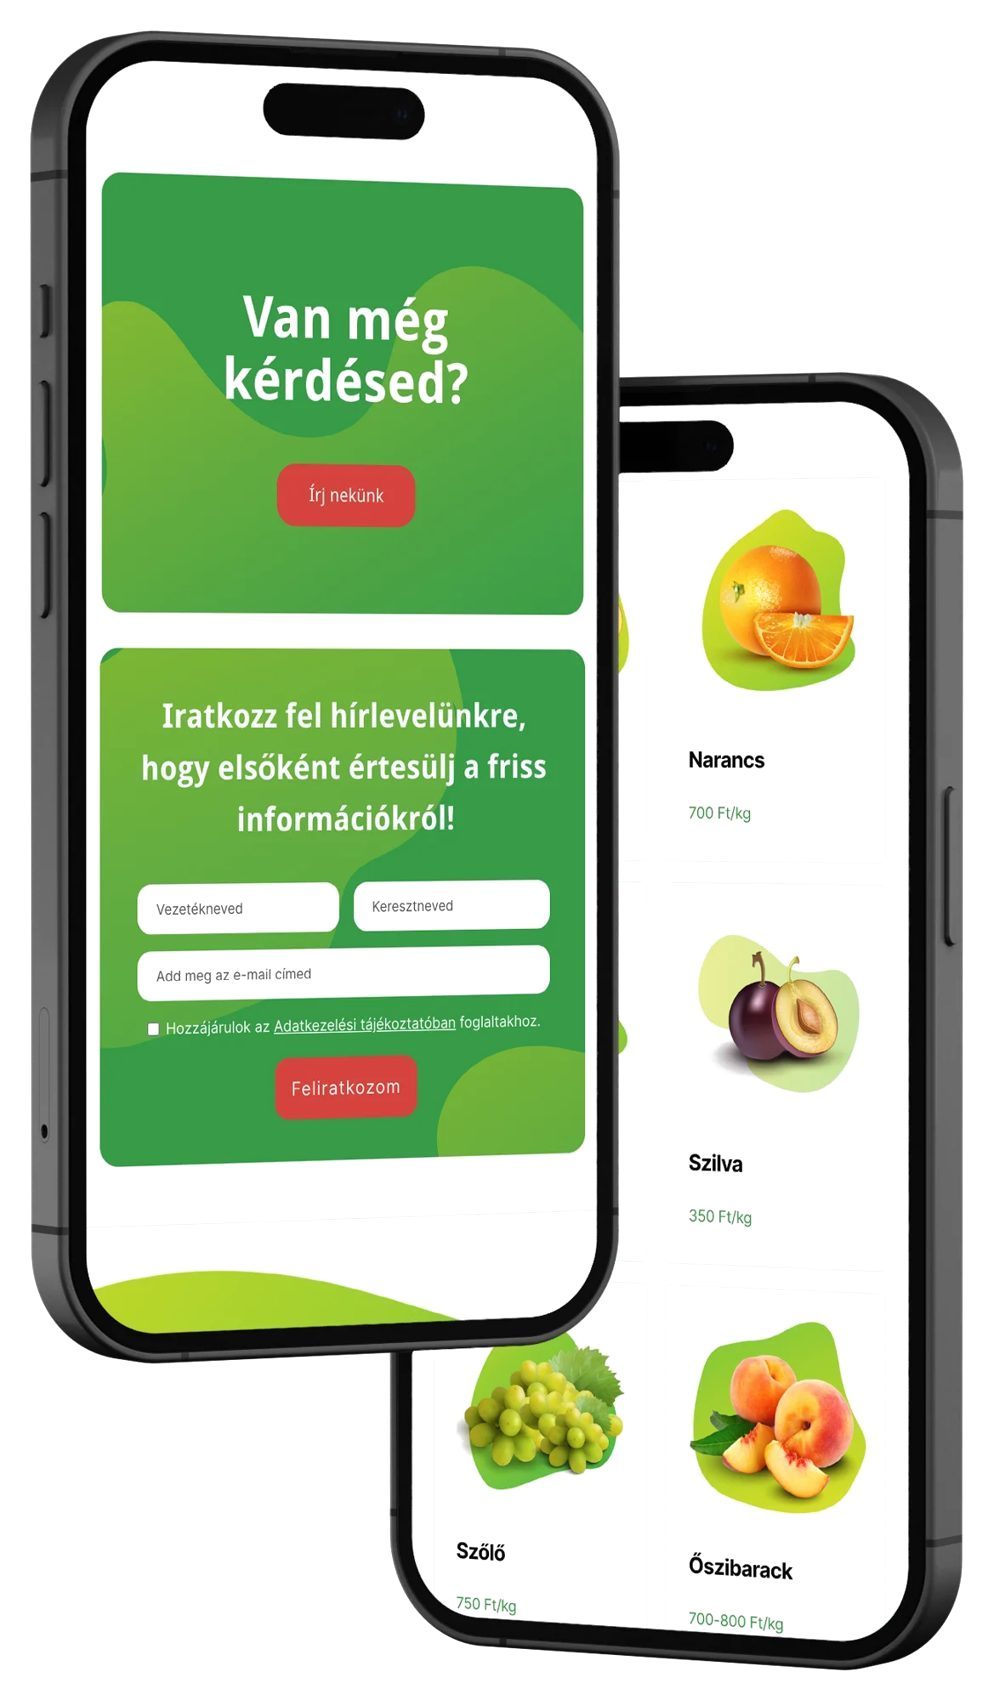 Van még
kérdésed?
Írj nekünk
Iratkozz fel hírlevelünkre,
hogy elsőként értesülj a friss
információkról!
Vezetékneved
Keresztneved
Add meg az e-mail címed
Hozzájárulok az Adatkezelési tájékoztatóban foglaltakhoz.
Feliratkozom
Narancs
700 Ft/kg
Szilva
350 Ft/kg
Szőlő
750 Ft/kg
Őszibarack
700-800 Ft/kg